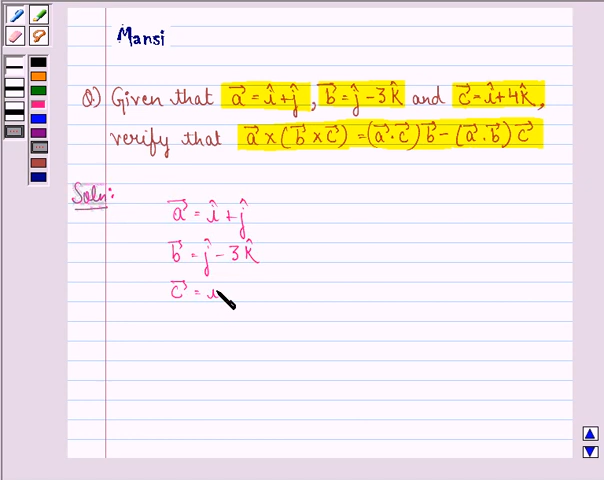 Mansi
Q) Given that a⃗ = î + ĵ, b⃗ = ĵ - 3k̂ and c⃗ = î + 4k̂,
verify that a⃗ × (b⃗ × c⃗) = (a⃗ · c⃗) b⃗ - (a⃗ · b⃗) c⃗
Soln:
a⃗ = î + ĵ
b⃗ = ĵ - 3k̂
c⃗ = i